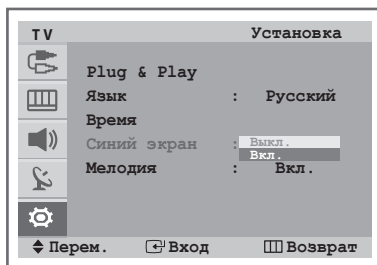 TV Установка
Plug & Play
Язык : Русский
Время
Синий экран : Выкл.
Вкл.
Мелодия : Вкл.
Перем. Вход Возврат